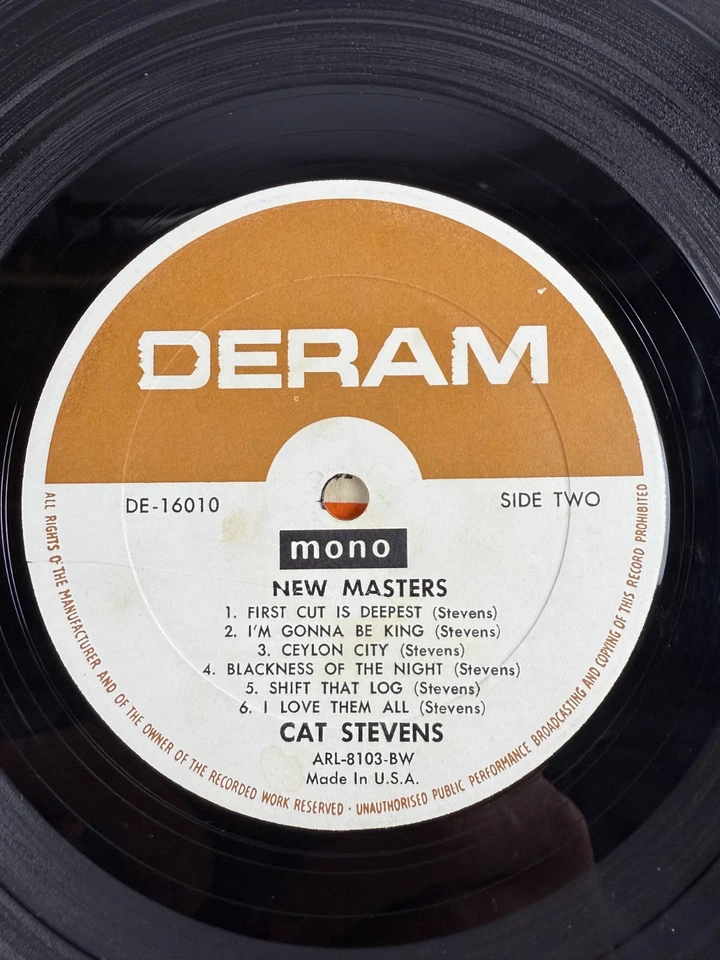 DERAM
DE-16010
SIDE TWO
mono
NEW MASTERS
1. FIRST CUT IS DEEPEST (Stevens)
2. I'M GONNA BE KING (Stevens)
3. CEYLON CITY (Stevens)
4. BLACKNESS OF THE NIGHT (Stevens)
5. SHIFT THAT LOG (Stevens)
6. I LOVE THEM ALL (Stevens)
CAT STEVENS
ARL-8103-BW
Made In U.S.A.
ALL RIGHTS O THE MANUFACTURER AND OF THE OWNER OF THE RECORDED WORK RESERVED · UNAUTHORISED PUBLIC PERFORMANCE BROADCASTING AND COPYING OF THIS RECORD PROHIBITED